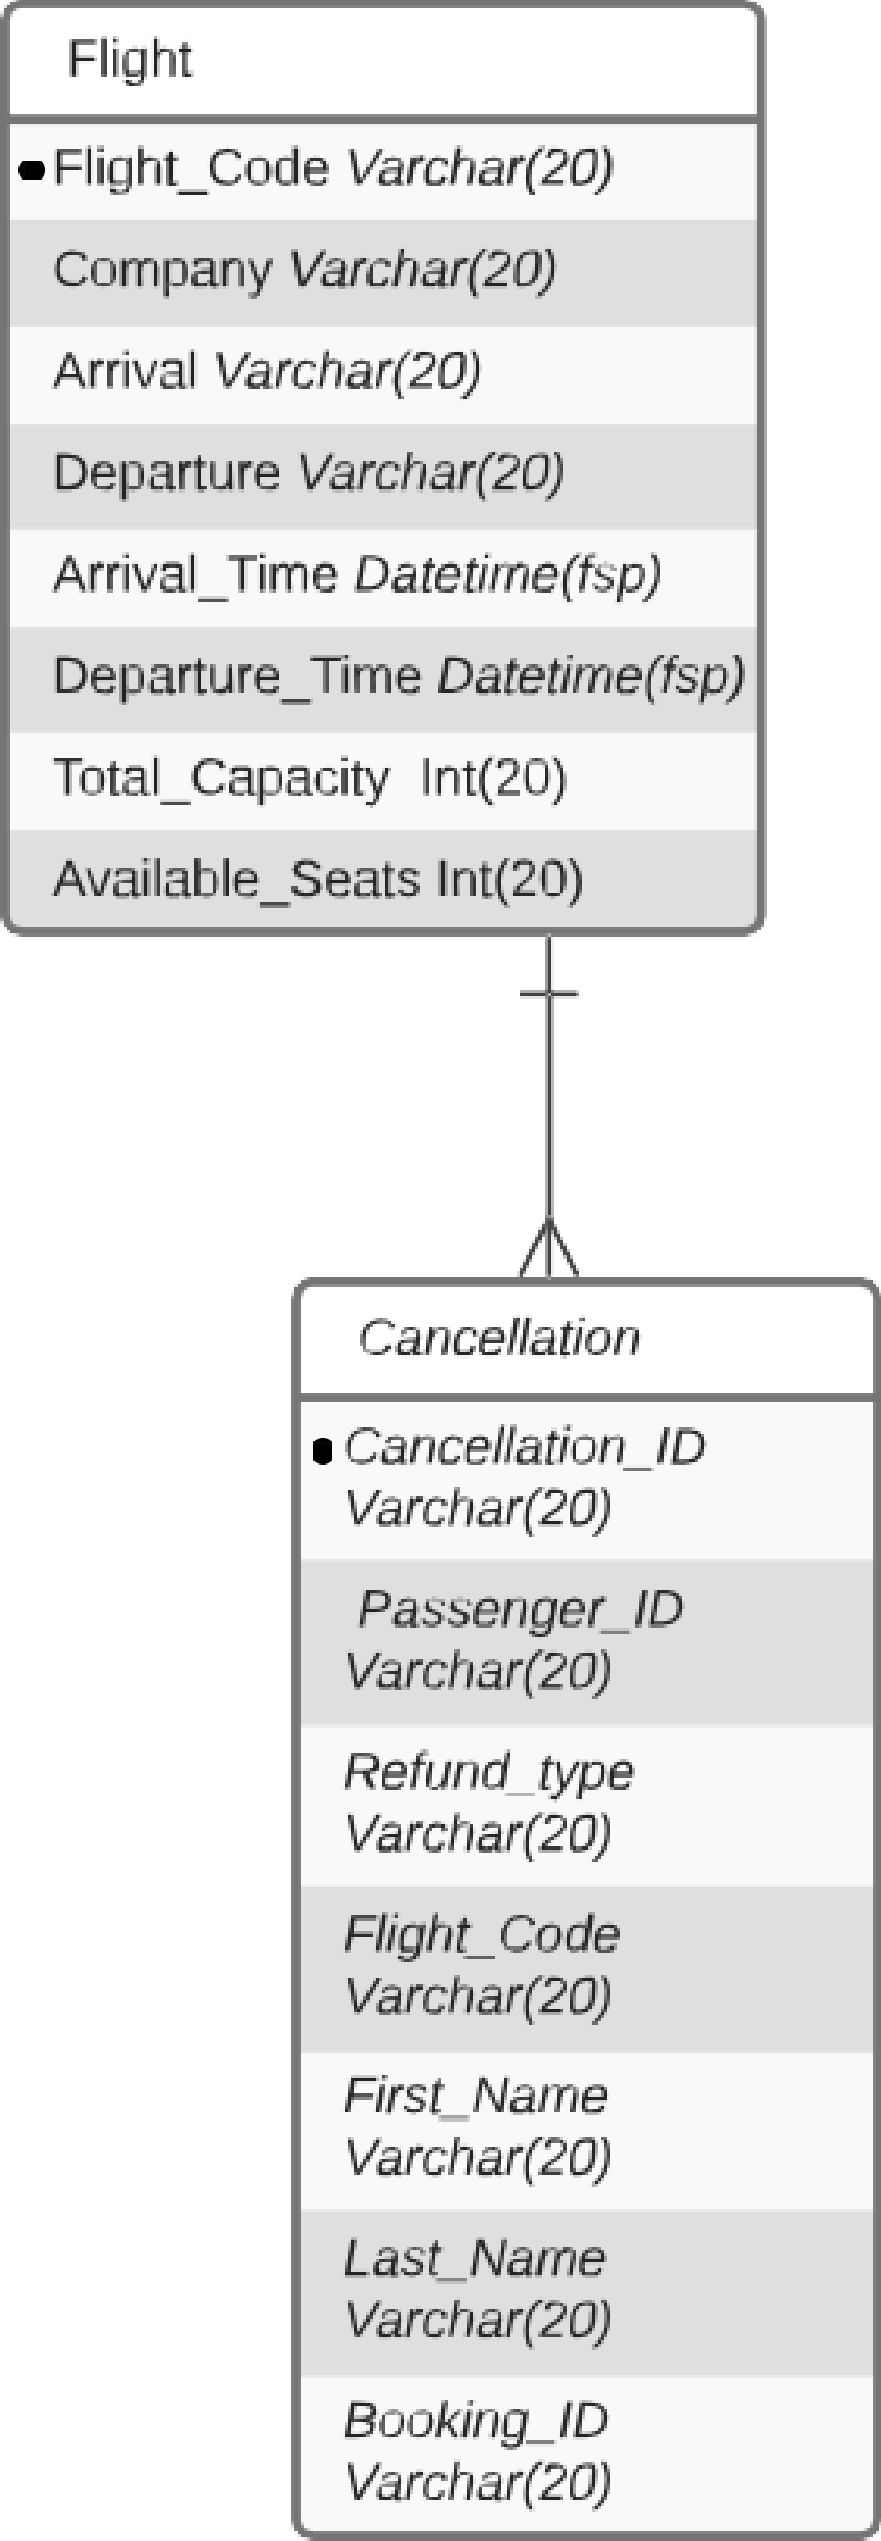 Flight
Flight_Code Varchar(20)
Company Varchar(20)
Arrival Varchar(20)
Departure Varchar(20)
Arrival_Time Datetime(fsp)
Departure_Time Datetime(fsp)
Total_Capacity Int(20)
Available_Seats Int(20)
Cancellation
Cancellation_ID
Varchar(20)
Passenger_ID
Varchar(20)
Refund_type
Varchar(20)
Flight_Code
Varchar(20)
First_Name
Varchar(20)
Last_Name
Varchar(20)
Booking_ID
Varchar(20)